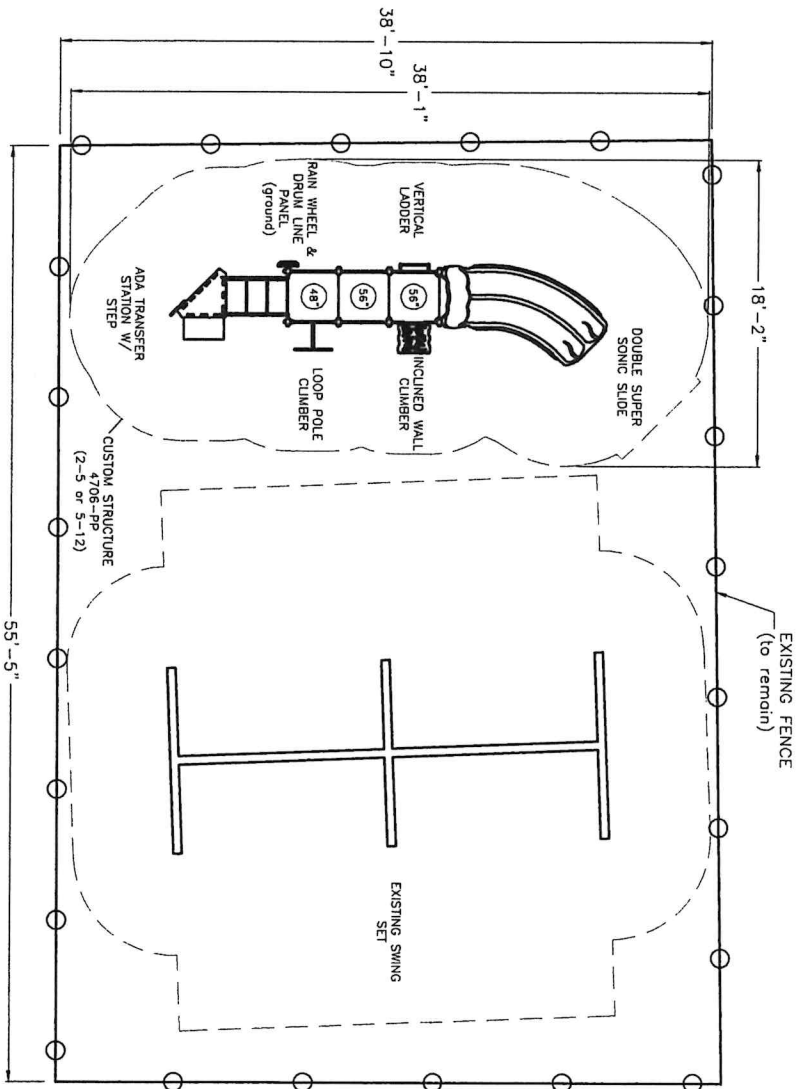 38'-10"
38'-1"
18'-2"
55'-5"
RAIN WHEEL &
DRUM LINE
PANEL
(ground)
VERTICAL
LADDER
DOUBLE SUPER
SONIC SLIDE
48"
56"
56"
ADA TRANSFER
STATION W/
STEP
LOOP POLE
CLIMBER
INCLINED WALL
CLIMBER
CUSTOM STRUCTURE
4706-PP
(2-5 or 5-12)
EXISTING FENCE
(to remain)
EXISTING SWING
SET